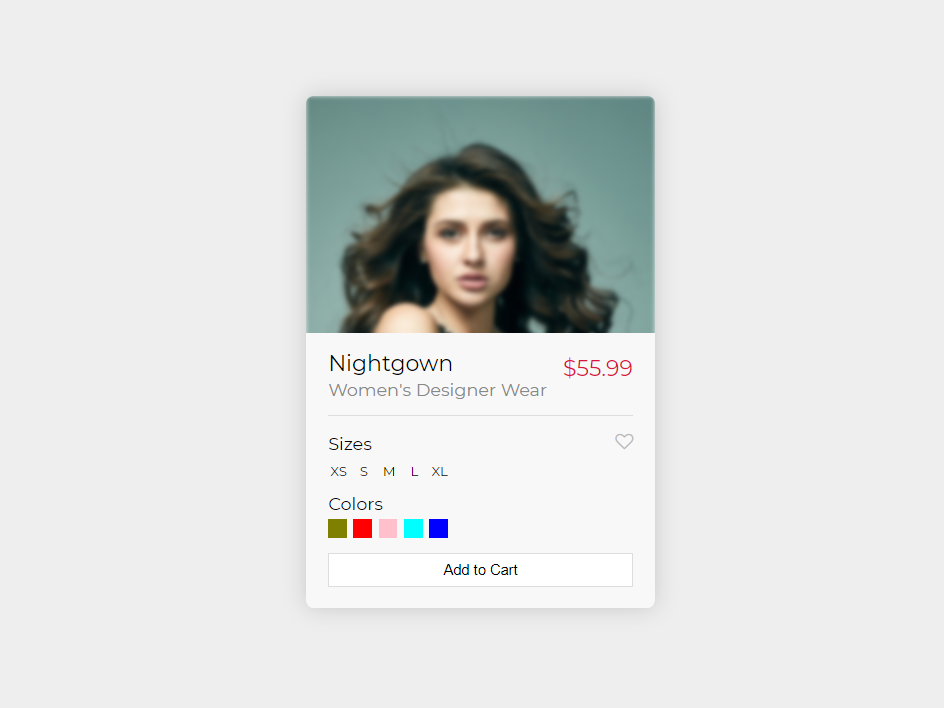 Nightgown
$55.99
Women's Designer Wear
Sizes
XS S M L XL
Colors
Add to Cart